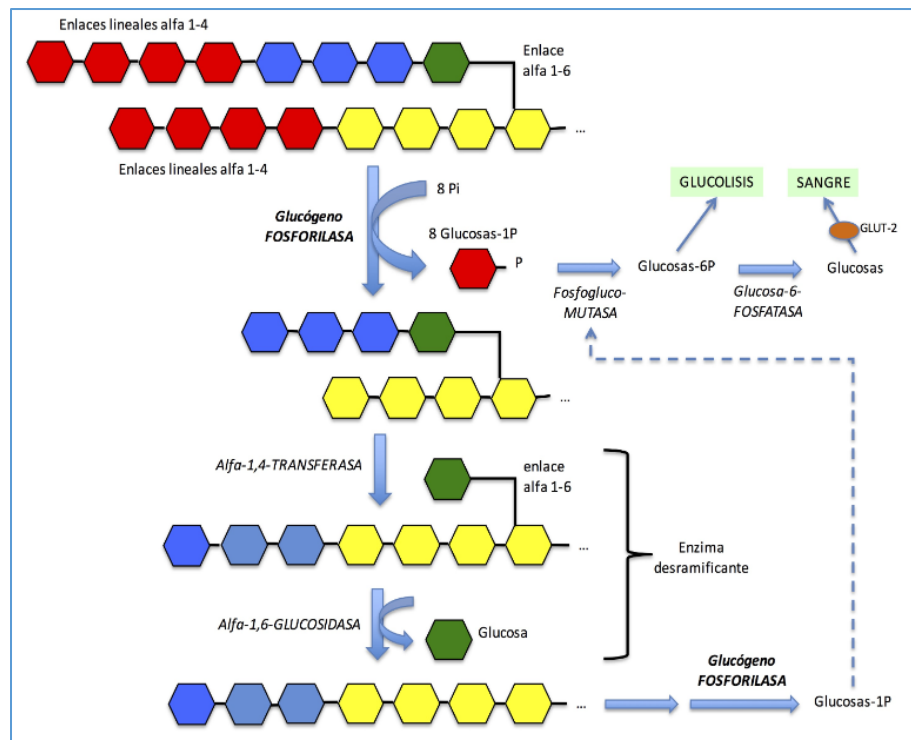 Enlaces lineales alfa 1-4
Enlace
alfa 1-6
...
Enlaces lineales alfa 1-4
8 Pi
GLUCOLISIS
SANGRE
Glucógeno
FOSFORILASA
8 Glucosas-1P
P
GLUT-2
Glucosas-6P
Glucosas
Fosfogluco-
MUTASA
Glucosa-6-
FOSFATASA
...
Alfa-1,4-TRANSFERASA
enlace
alfa 1-6
...
Enzima
desramificante
Alfa-1,6-GLUCOSIDASA
Glucosa
Glucógeno
FOSFORILASA
...
Glucosas-1P